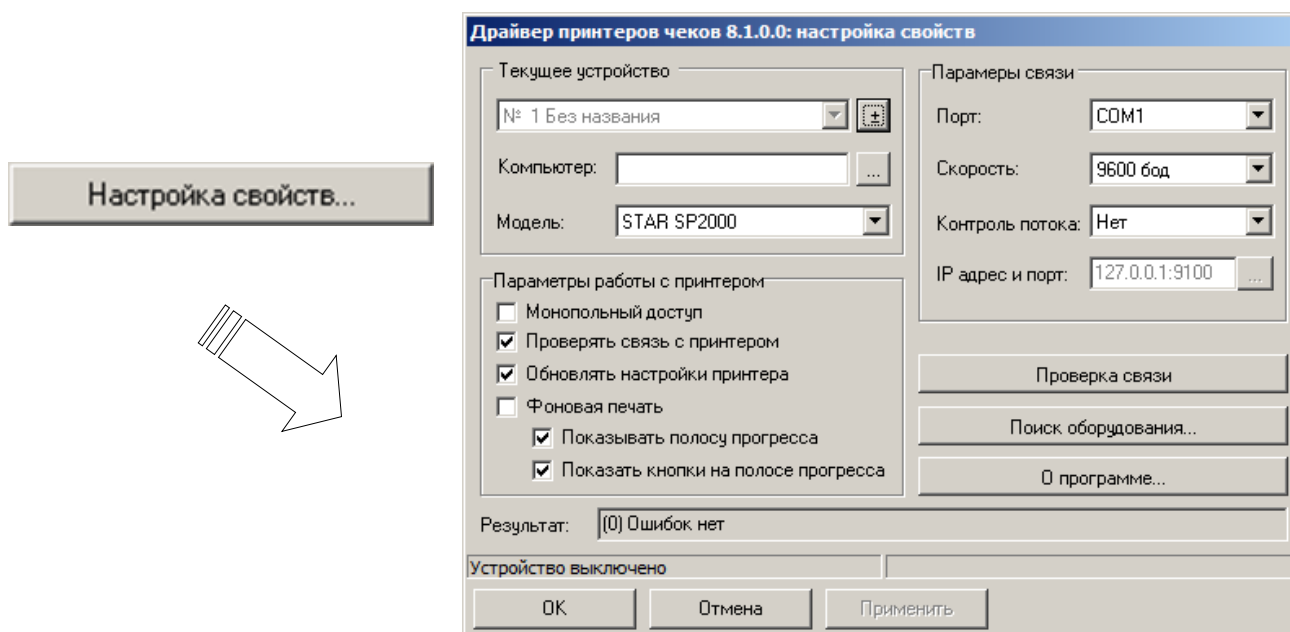 Настройка свойств...
Драйвер принтеров чеков 8.1.0.0: настройка свойств
Текущее устройство
№ 1 Без названия
±
Компьютер:
...
Модель: STAR SP2000
Параметры работы с принтером
Монопольный доступ
Проверять связь с принтером
Обновлять настройки принтера
Фоновая печать
Показывать полосу прогресса
Показать кнопки на полосе прогресса
Парамеры связи
Порт: COM1
Скорость: 9600 бод
Контроль потока: Нет
IP адрес и порт: 127.0.0.1:9100 ...
Проверка связи
Поиск оборудования...
О программе...
Результат: (0) Ошибок нет
Устройство выключено
OK Отмена Применить